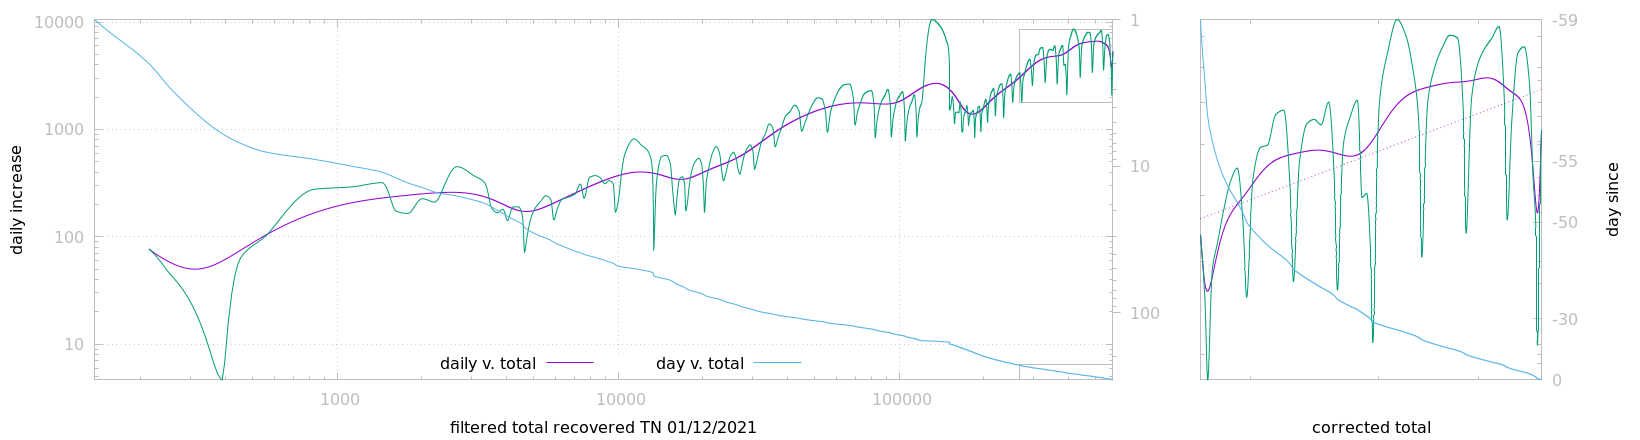 10000
1000
100
10
daily increase
1
10
100
daily v. total
day v. total
1000
10000
100000
filtered total recovered TN 01/12/2021
-59
-55
-50
-30
0
day since
corrected total